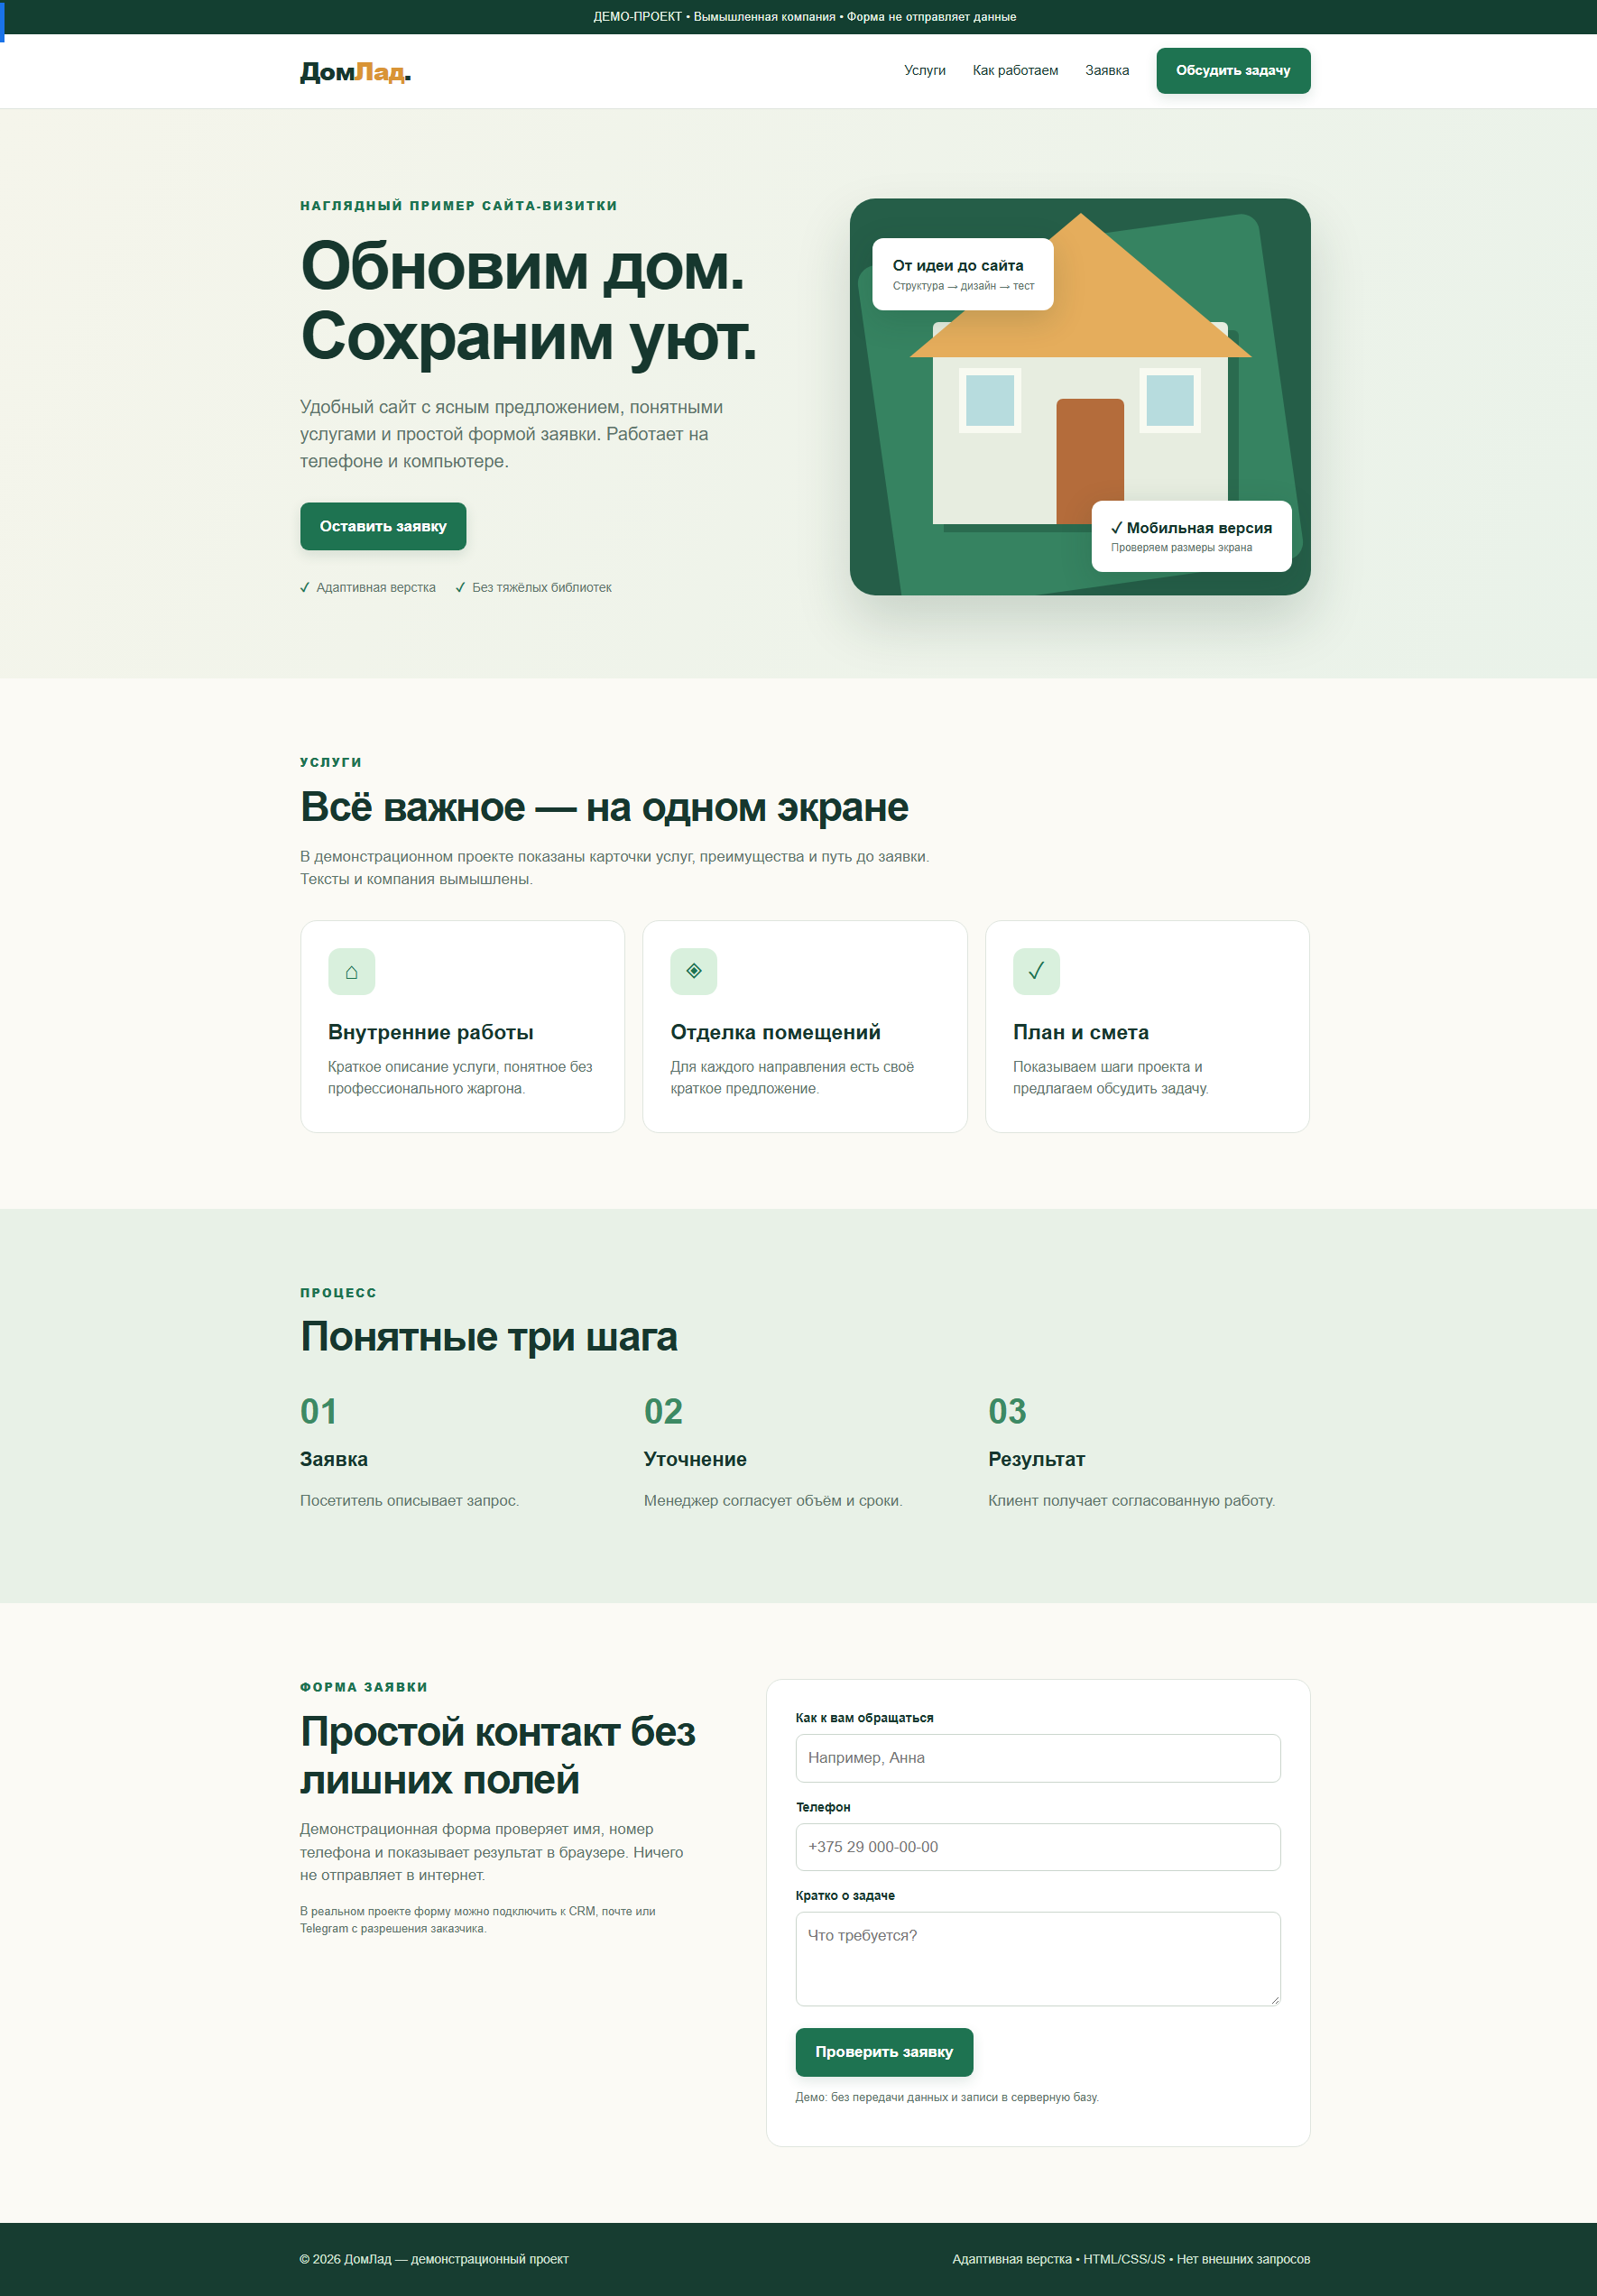 ДЕМО-ПРОЕКТ • Вымышленная компания • Форма не отправляет данные
ДомЛад.
Услуги
Как работаем
Заявка
Обсудить задачу
НАГЛЯДНЫЙ ПРИМЕР САЙТА-ВИЗИТКИ
Обновим дом.
Сохраним уют.
Удобный сайт с ясным предложением, понятными
услугами и простой формой заявки. Работает на
телефоне и компьютере.
Оставить заявку
✓ Адаптивная верстка
✓ Без тяжёлых библиотек
От идеи до сайта
Структура → дизайн → тест
✓ Мобильная версия
Проверяем размеры экрана
УСЛУГИ
Всё важное — на одном экране
В демонстрационном проекте показаны карточки услуг, преимущества и путь до заявки.
Тексты и компания вымышлены.
Внутренние работы
Краткое описание услуги, понятное без
профессионального жаргона.
Отделка помещений
Для каждого направления есть своё
краткое предложение.
План и смета
Показываем шаги проекта и
предлагаем обсудить задачу.
ПРОЦЕСС
Понятные три шага
01
Заявка
Посетитель описывает запрос.
02
Уточнение
Менеджер согласует объём и сроки.
03
Результат
Клиент получает согласованную работу.
ФОРМА ЗАЯВКИ
Простой контакт без
лишних полей
Демонстрационная форма проверяет имя, номер
телефона и показывает результат в браузере. Ничего
не отправляет в интернет.
В реальном проекте форму можно подключить к CRM, почте или
Telegram с разрешения заказчика.
Как к вам обращаться
Например, Анна
Телефон
+375 29 000-00-00
Кратко о задаче
Что требуется?
Проверить заявку
Демо: без передачи данных и записи в серверную базу.
© 2026 ДомЛад — демонстрационный проект
Адаптивная верстка • HTML/CSS/JS • Нет внешних запросов